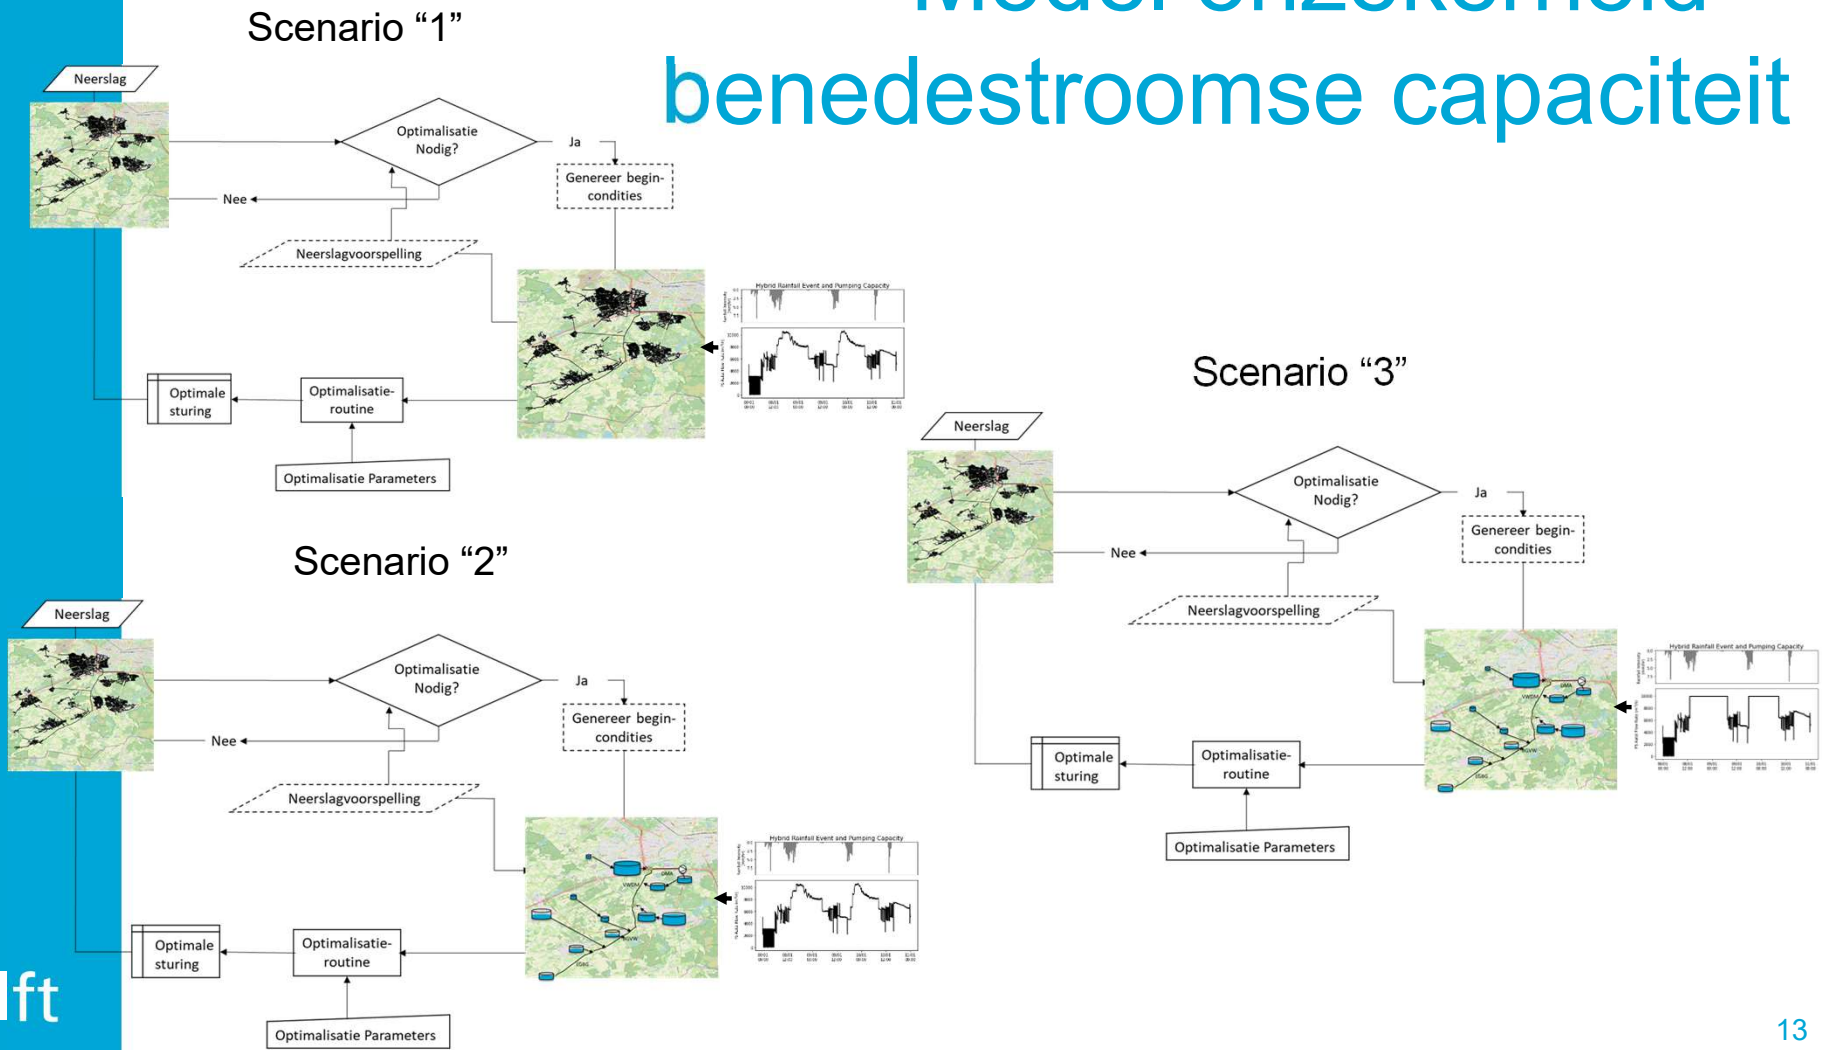 Model onzekerheid
benedestroomse capaciteit
Scenario “1”
Neerslag
Optimalisatie
Nodig?
Ja
Nee
Genereer begin-
condities
Neerslagvoorspelling
Hybrid Rainfall Event and Pumping Capacity
Optimale
sturing
Optimalisatie-
routine
Optimalisatie Parameters
Scenario “2”
Neerslag
Optimalisatie
Nodig?
Ja
Nee
Genereer begin-
condities
Neerslagvoorspelling
Hybrid Rainfall Event and Pumping Capacity
Optimale
sturing
Optimalisatie-
routine
Optimalisatie Parameters
Scenario “3”
Neerslag
Optimalisatie
Nodig?
Ja
Nee
Genereer begin-
condities
Neerslagvoorspelling
Hybrid Rainfall Event and Pumping Capacity
Optimale
sturing
Optimalisatie-
routine
Optimalisatie Parameters
lft
13